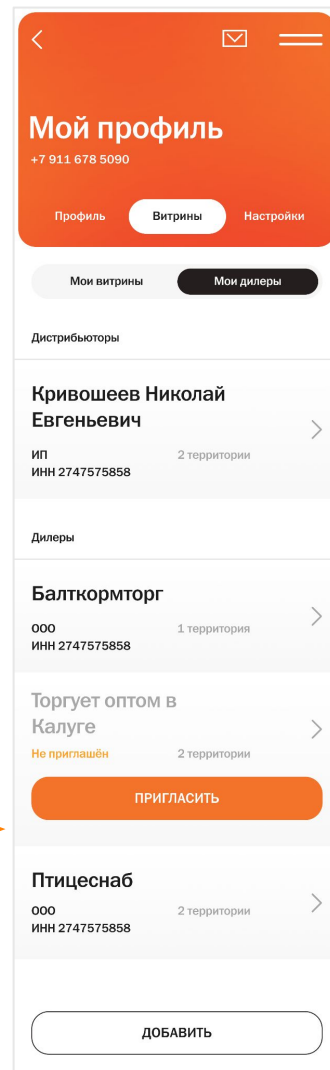 Мой профиль
+7 911 678 5090
Профиль Витрины Настройки
Мои витрины Мои дилеры
Дистрибьюторы
Кривошеев Николай
Евгеньевич
ИП 2 территории
ИНН 2747575858
Дилеры
Балткормторг
ООО 1 территория
ИНН 2747575858
Торгует оптом в
Калуге
Не приглашён 2 территории
ПРИГЛАСИТЬ
Птицеснаб
ООО 2 территории
ИНН 2747575858
ДОБАВИТЬ